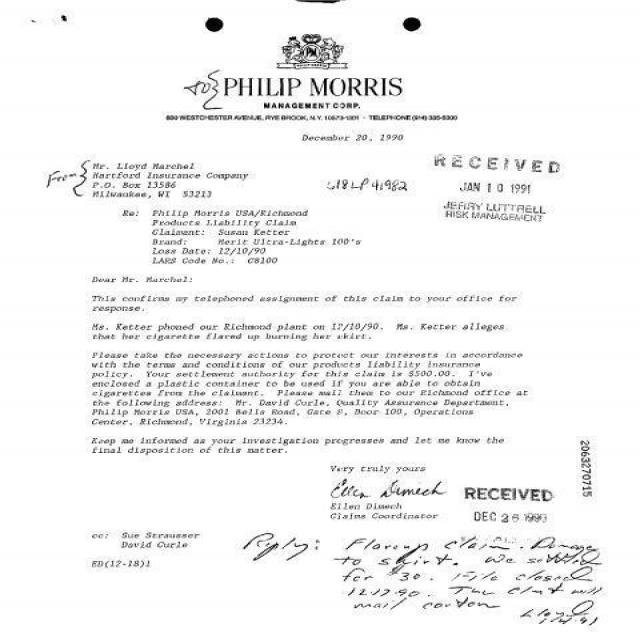 to PHILIP MORRIS
MANAGEMENT CORP.
800 WESTCHESTER AVENUE, RYE BROOK, N.Y. 10573-1301 · TELEPHONE (914) 335-5000
December 20, 1990
From Mr. Lloyd Marchel
Hartford Insurance Company
P.O. Box 13586
Milwaukee, WI 53213
618 LP 41982
RECEIVED
JAN 10 1991
JERRY LUTTRELL
RISK MANAGEMENT
Re: Philip Morris USA/Richmond
Products Liability Claim
Claimant: Susan Ketter
Brand: Merit Ultra-Lights 100's
Loss Date: 12/10/90
LARS Code No.: C8100
Dear Mr. Marchel:
This confirms my telephoned assignment of this claim to your office for
response.
Ms. Ketter phoned our Richmond plant on 12/10/90. Ms. Ketter alleges
that her cigarette flared up burning her skirt.
Please take the necessary actions to protect our interests in accordance
with the terms and conditions of our products liability insurance
policy. Your settlement authority for this claim is $500.00. I've
enclosed a plastic container to be used if you are able to obtain
cigarettes from the claimant. Please mail them to our Richmond office at
the following address: Mr. David Curle, Quality Assurance Department,
Philip Morris USA, 2001 Bells Road, Gate 8, Door 100, Operations
Center, Richmond, Virginia 23234.
Keep me informed as your investigation progresses and let me know the
final disposition of this matter.
Very truly yours
Ellen Dimech
Ellen Dimech
Claims Coordinator
RECEIVED
DEC 26 1990
cc: Sue Strausser
David Curle
ED(12-18)1
Reply: Flareup claim. Damage
to skirt. We settled
for $30. File closed
12.17.90. The clmt will
mail carton
Lloyd
2063270715